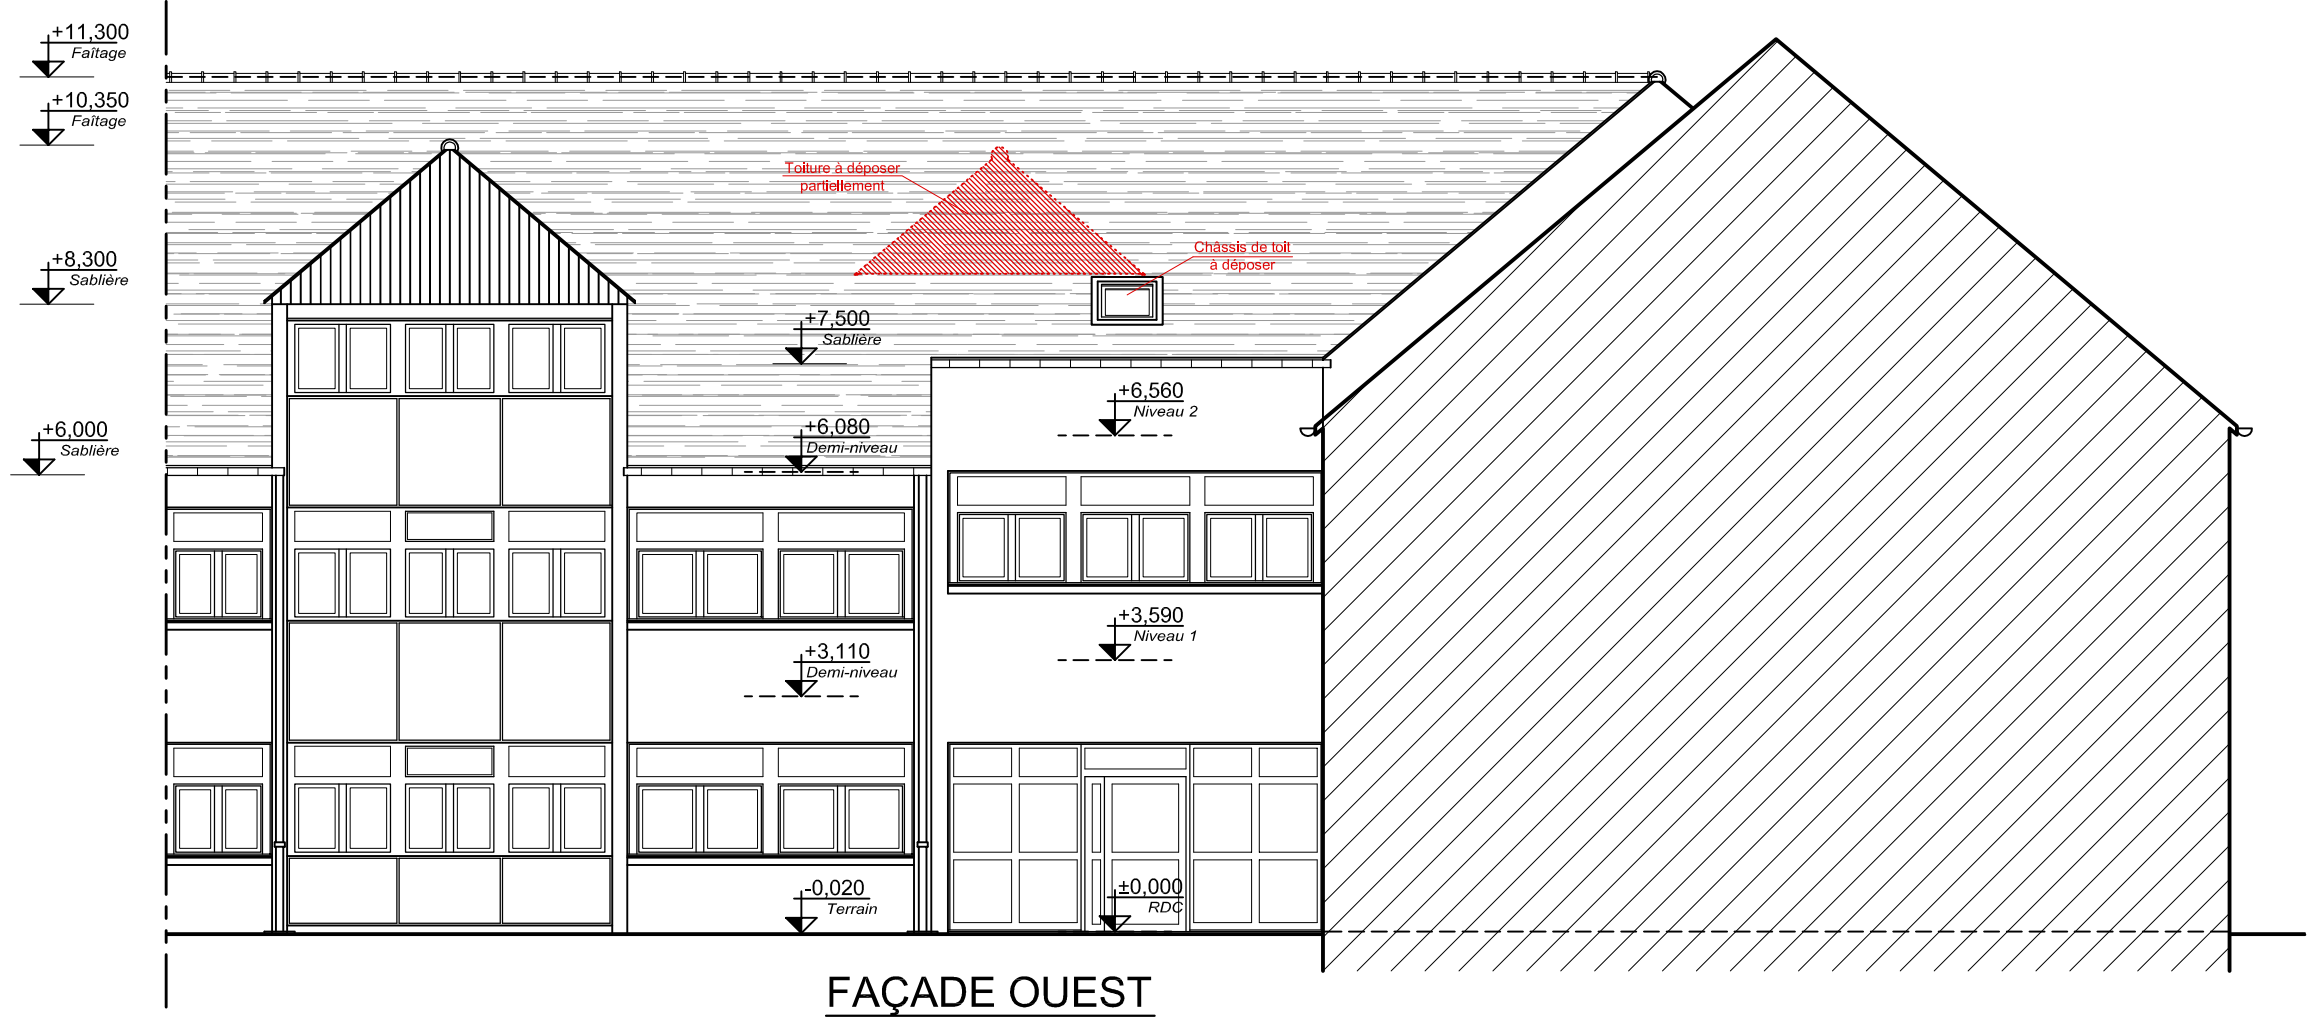 +11,300
Faîtage
+10,350
Faîtage
Toiture à déposer
partiellement
Châssis de toit
à déposer
+8,300
Sablière
+7,500
Sablière
+6,560
Niveau 2
+6,080
Demi-niveau
+6,000
Sablière
+3,590
Niveau 1
+3,110
Demi-niveau
-0,020
Terrain
±0,000
RDC
FAÇADE OUEST